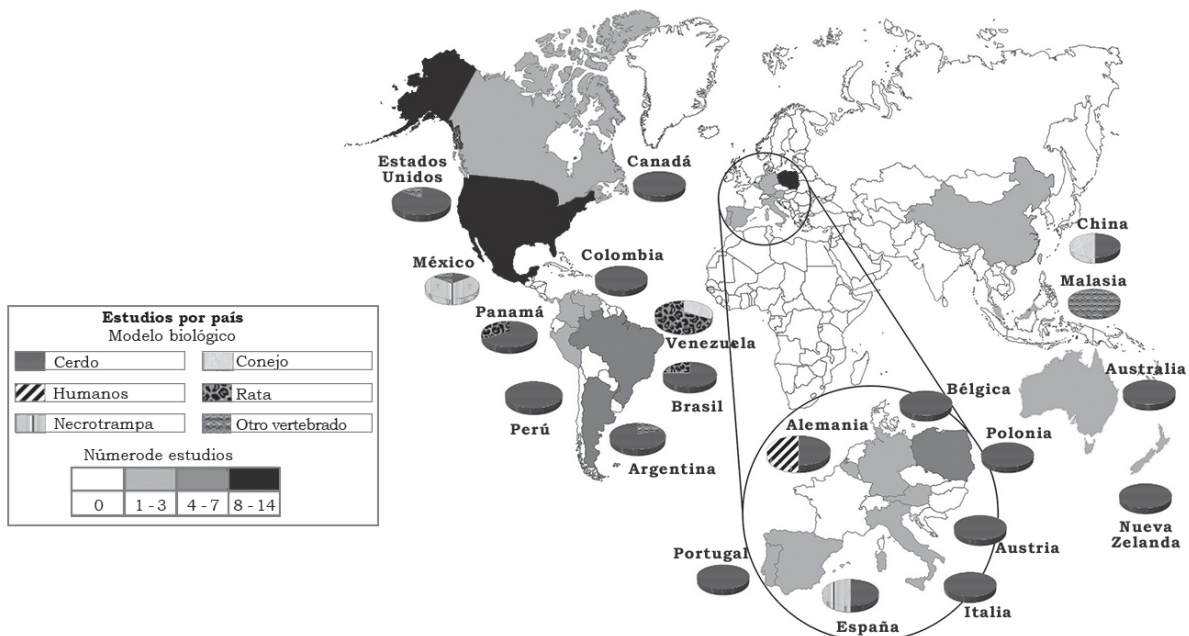 Estados
Unidos
Canadá
México
Colombia
Panamá
Venezuela
Perú
Brasil
Argentina
China
Malasia
Australia
Nueva
Zelanda
Bélgica
Alemania
Polonia
Austria
Italia
Portugal
España
Estudios por país
Modelo biológico
Cerdo
Conejo
Humanos
Rata
Necrotrampa
Otro vertebrado
Númerode estudios
0
1 - 3
4 - 7
8 - 14